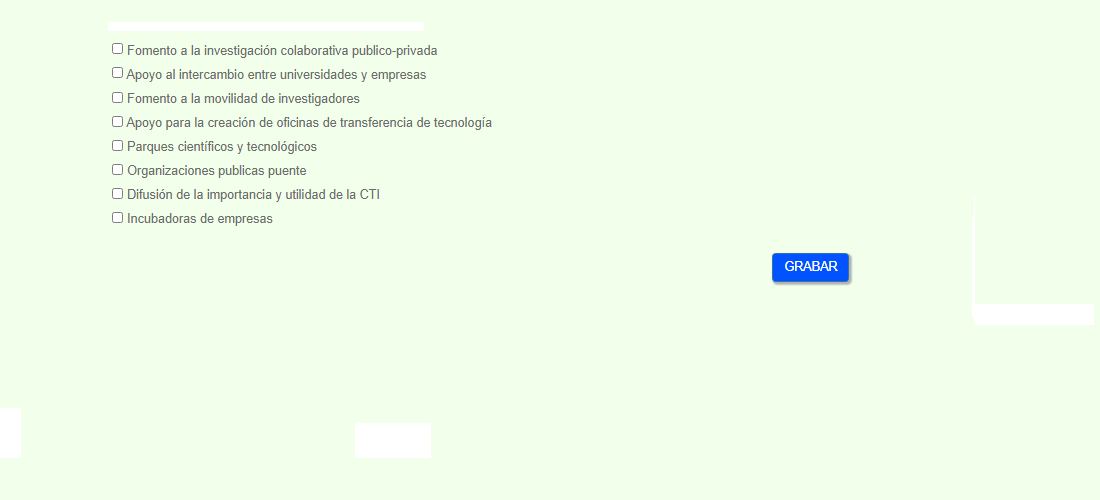 Fomento a la investigación colaborativa publico-privada
Apoyo al intercambio entre universidades y empresas
Fomento a la movilidad de investigadores
Apoyo para la creación de oficinas de transferencia de tecnología
Parques científicos y tecnológicos
Organizaciones publicas puente
Difusión de la importancia y utilidad de la CTI
Incubadoras de empresas
GRABAR